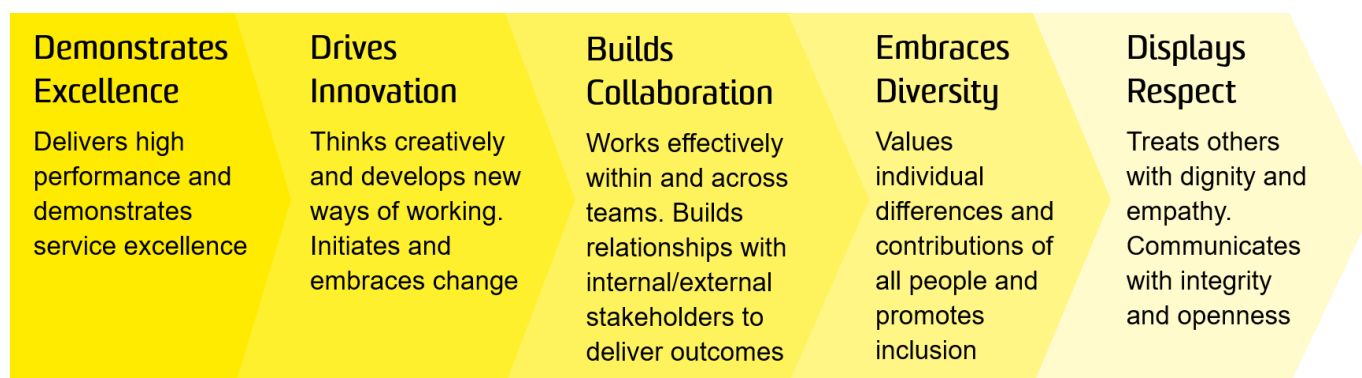 Demonstrates
Excellence
Delivers high
performance and
demonstrates
service excellence
Drives
Innovation
Thinks creatively
and develops new
ways of working.
Initiates and
embraces change
Builds
Collaboration
Works effectively
within and across
teams. Builds
relationships with
internal/external
stakeholders to
deliver outcomes
Embraces
Diversity
Values
individual
differences and
contributions of
all people and
promotes
inclusion
Displays
Respect
Treats others
with dignity and
empathy.
Communicates
with integrity
and openness